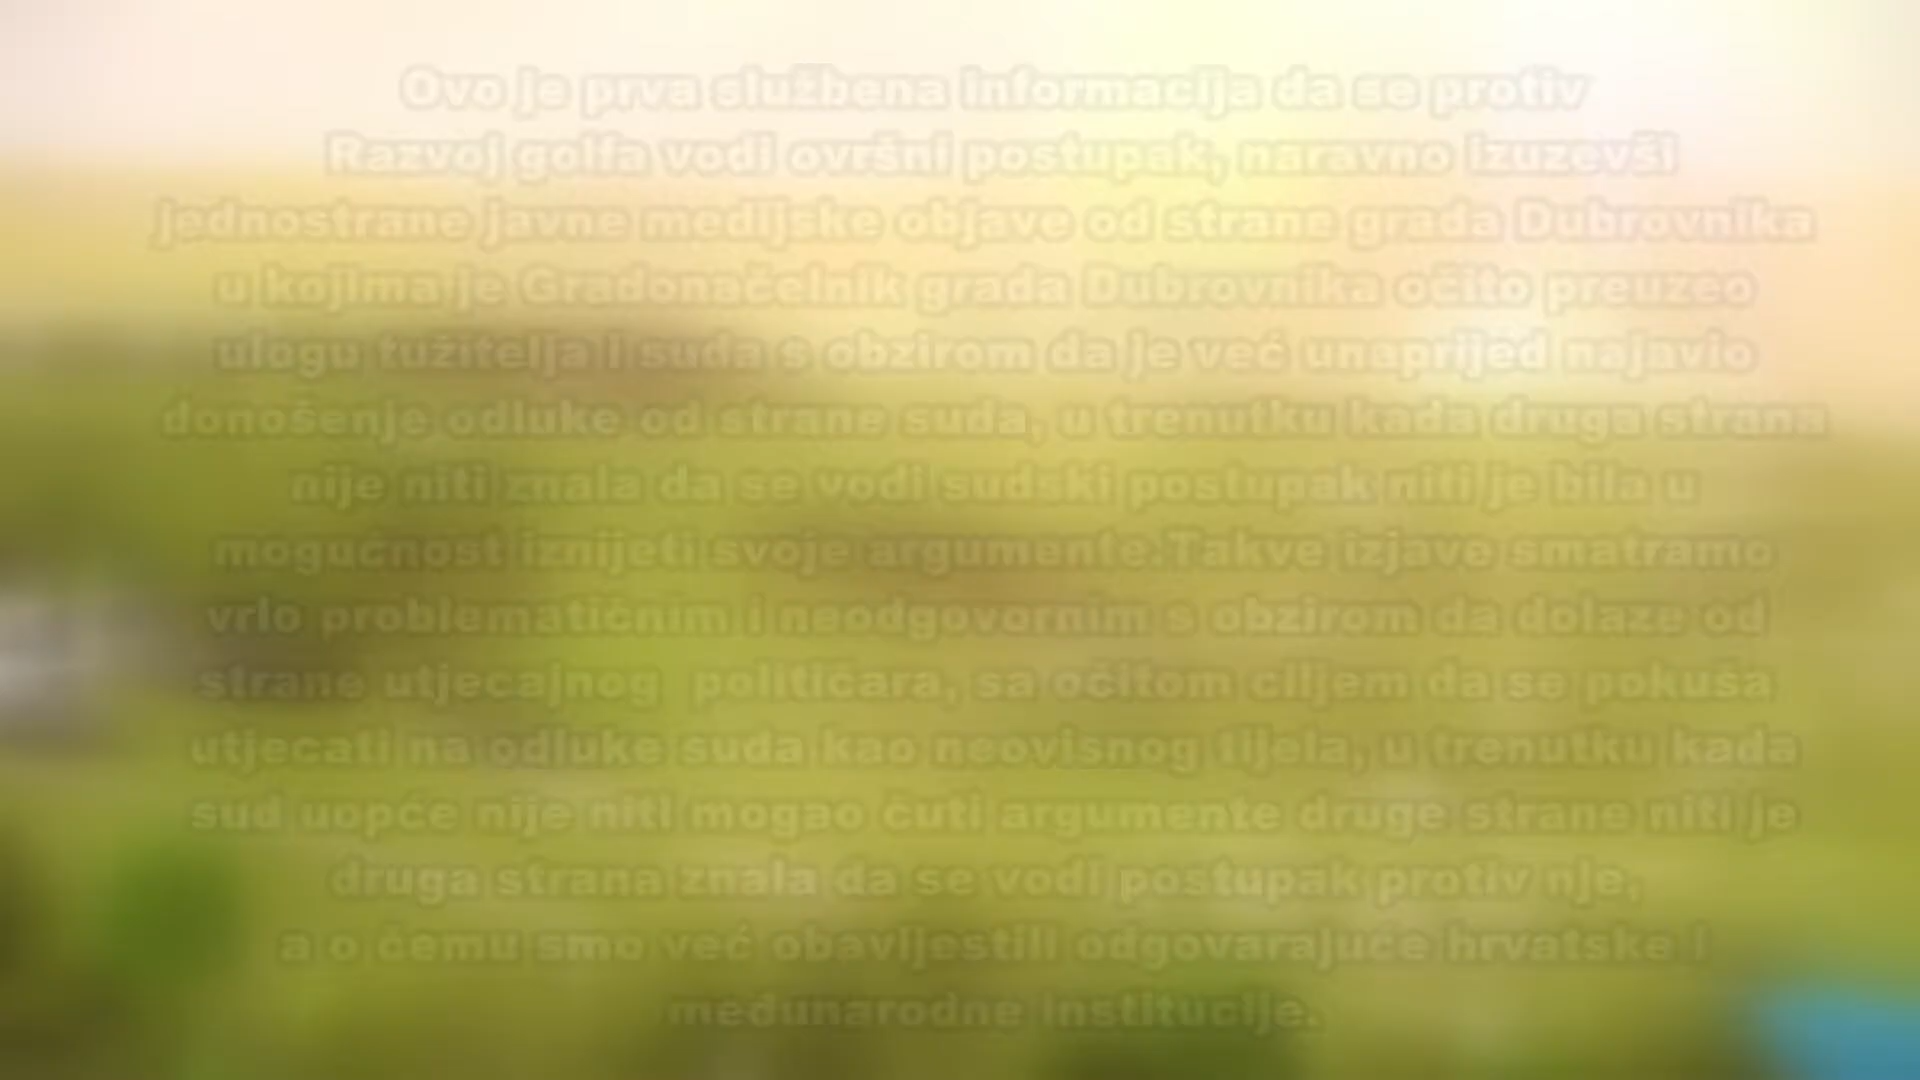 Ovo je prva službena informacija da se protiv
Razvoj golfa vodi ovršni postupak, naravno izuzevši
jednostrane javne medijske objave od strane grada Dubrovnika
u kojima je Gradonačelnik grada Dubrovnika očito preuzeo
ulogu tužitelja i suda s obzirom da je već unaprijed najavio
donošenje odluke od strane suda, u trenutku kada druga strana
nije niti znala da se vodi sudski postupak niti je bila u
mogućnost iznijeti svoje argumente.Takve izjave smatramo
vrlo problematičnim i neodgovornim s obzirom da dolaze od
strane utjecajnog političara, sa očitom ciljem da se pokuša
utjecati na odluke suda kao neovisnog tijela, u trenutku kada
sud uopće nije niti mogao čuti argumente druge strane niti je
druga strana znala da se vodi postupak protiv nje,
a o čemu smo već obavijestili odgovarajuće hrvatske i
međunarodne institucije.